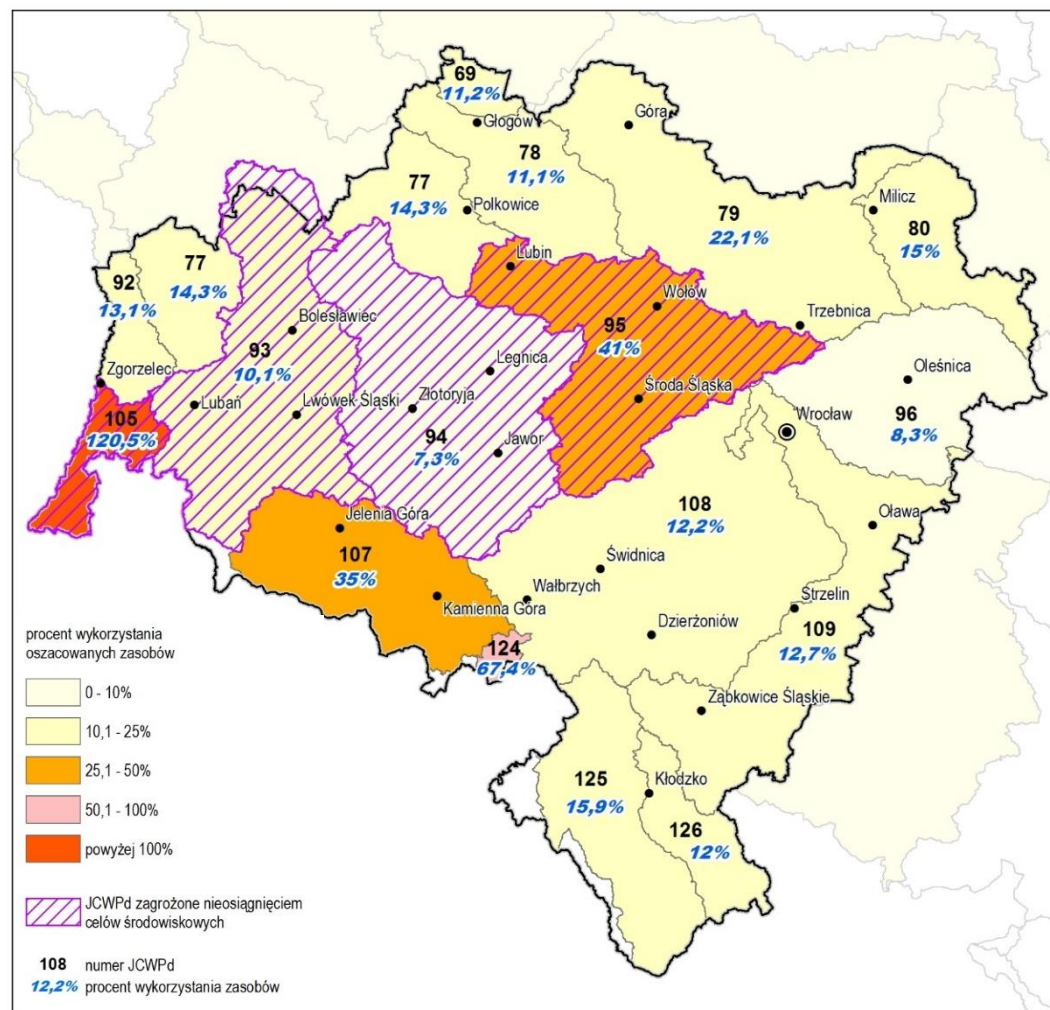 69
11,2%
Głogów
Góra
78
11,1%
77
14,3%
Polkowice
Milicz
79
22,1%
80
15%
Lubin
92
13,1%
77
14,3%
Wołów
Bolesławiec
95
41%
Trzebnica
93
10,1%
Zgorzelec
Legnica
Oleśnica
Lubań
Lwówek Śląski
Złotoryja
Środa Śląska
Wrocław
96
8,3%
105
120,5%
94
7,3%
Jawor
108
12,2%
Jelenia Góra
Oława
107
35%
Świdnica
Wałbrzych
Kamienna Góra
Strzelin
Dzierżoniów
109
12,7%
124
67,4%
Ząbkowice Śląskie
125
15,9%
Kłodzko
126
12%
procent wykorzystania
oszacowanych zasobów
0 - 10%
10,1 - 25%
25,1 - 50%
50,1 - 100%
powyżej 100%
JCWPd zagrożone nieosiągnięciem
celów środowiskowych
108 numer JCWPd
12,2% procent wykorzystania zasobów